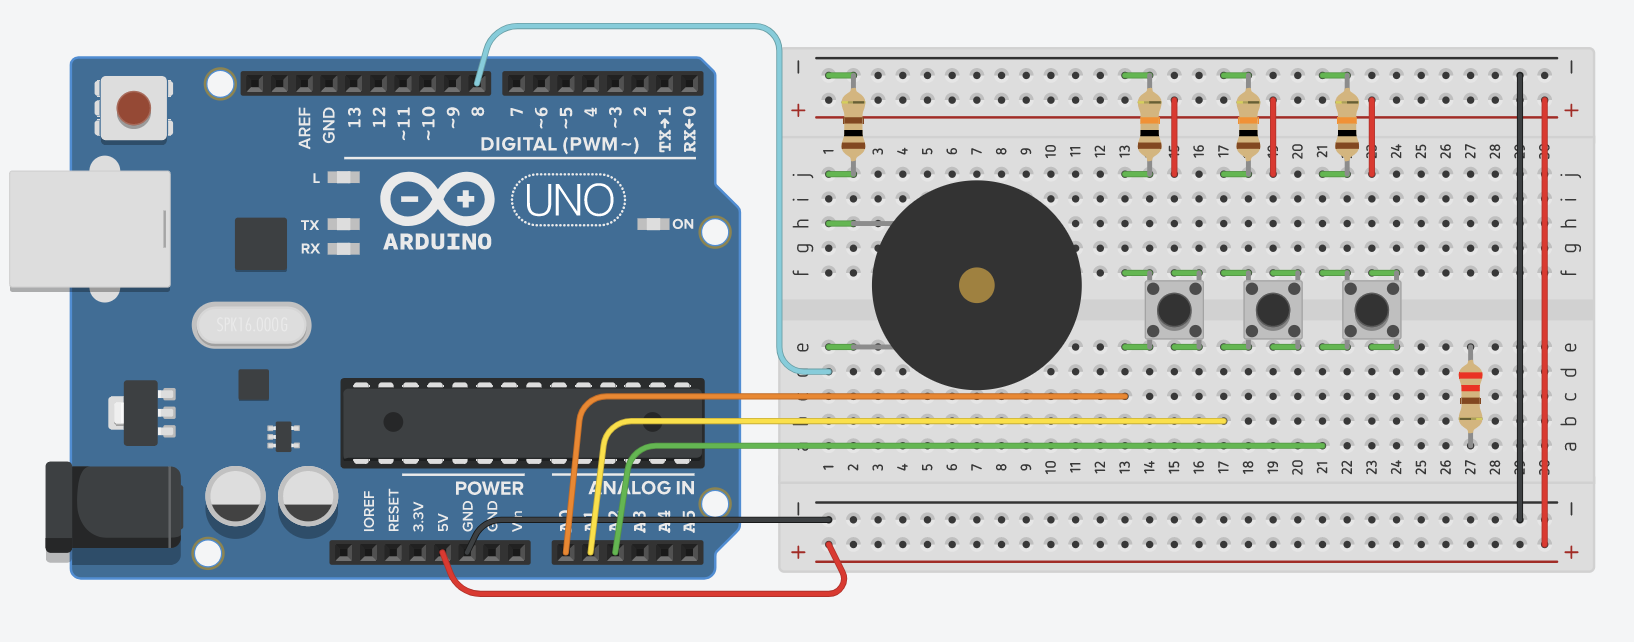 AREF
GND
13
12
~11
~10
~9
8
7
~6
~5
4
~3
2
TX→1
RX←0
DIGITAL (PWM~)
L
TX
RX
ARDUINO
UNO
ON
SPK16.000G
IOREF
RESET
3.3V
5V
GND
GND
Vin
POWER
ANALOG IN
A0
A1
A2
A3
A4
A5
− −
+ +
1 2 3 4 5 6 7 8 9 10 11 12 13 14 15 16 17 18 19 20 21 22 23 24 25 26 27 28 29 30
j j
i i
h h
g g
f f
e e
d
c
b b
a a
1 2 3 4 5 6 7 8 9 10 11 12 13 14 15 16 17 18 19 20 21 22 23 24 25 26 27 28 29 30
− −
+ +